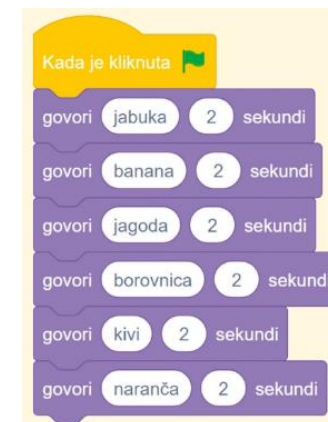 Kada je kliknuta
govori jabuka 2 sekundi
govori banana 2 sekundi
govori jagoda 2 sekundi
govori borovnica 2 sekund
govori kivi 2 sekundi
govori naranča 2 sekundi